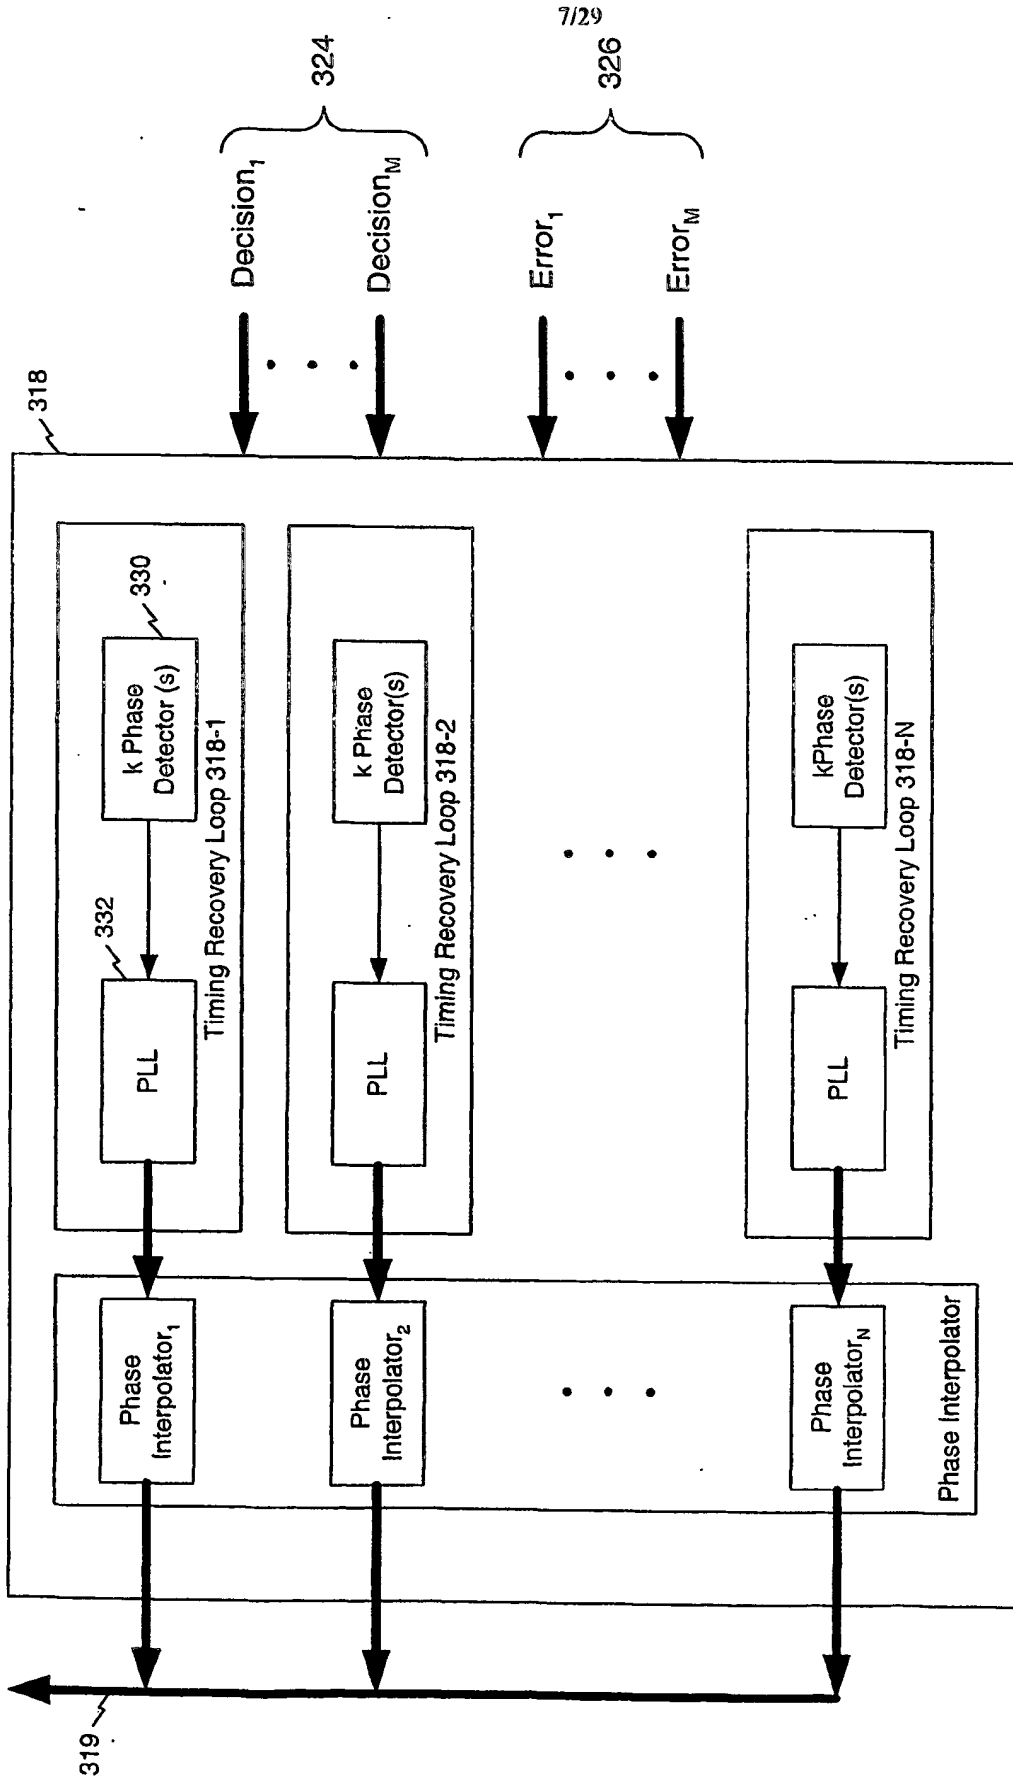 7/29
324
326
Decision1
DecisionM
Error1
ErrorM
318
330
k Phase
Detector (s)
332
PLL
Timing Recovery Loop 318-1
k Phase
Detector(s)
PLL
Timing Recovery Loop 318-2
kPhase
Detector(s)
PLL
Timing Recovery Loop 318-N
Phase
Interpolator1
Phase
Interpolator2
Phase
InterpolatorN
Phase Interpolator
319